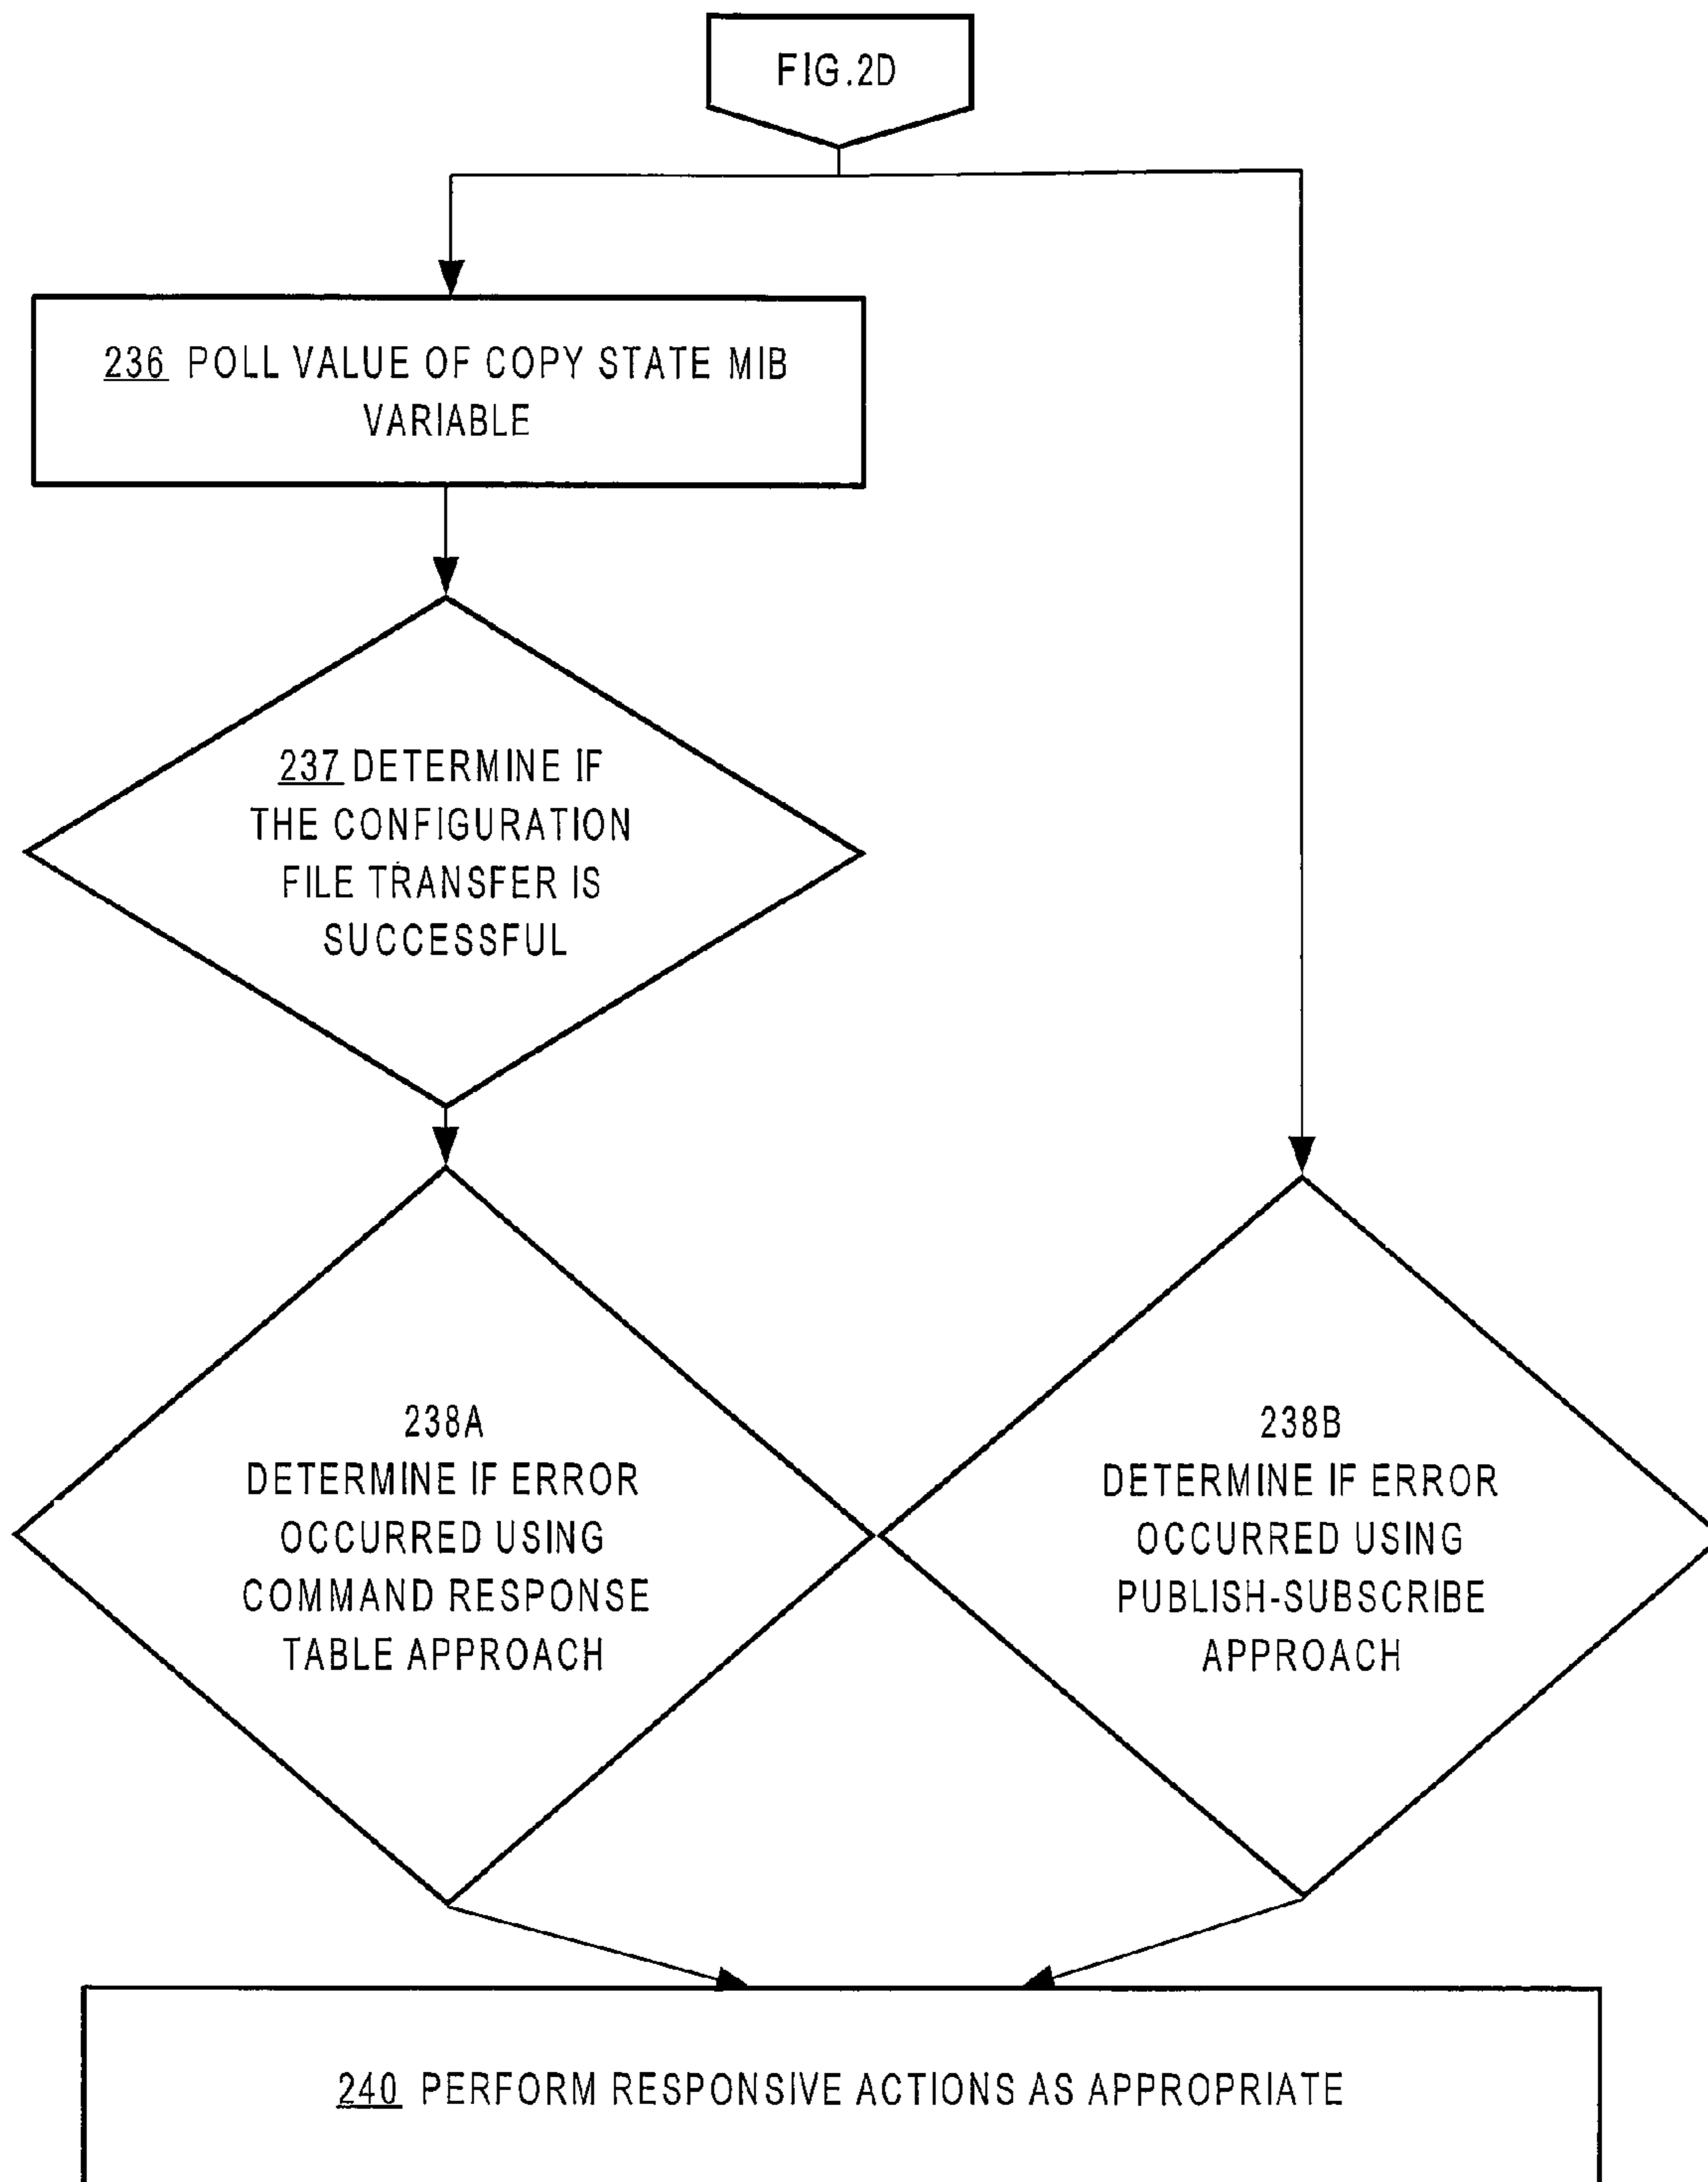 FIG.2D
236 POLL VALUE OF COPY STATE MIB
VARIABLE
237 DETERMINE IF
THE CONFIGURATION
FILE TRANSFER IS
SUCCESSFUL
238A
DETERMINE IF ERROR
OCCURRED USING
COMMAND RESPONSE
TABLE APPROACH
238B
DETERMINE IF ERROR
OCCURRED USING
PUBLISH-SUBSCRIBE
APPROACH
240 PERFORM RESPONSIVE ACTIONS AS APPROPRIATE